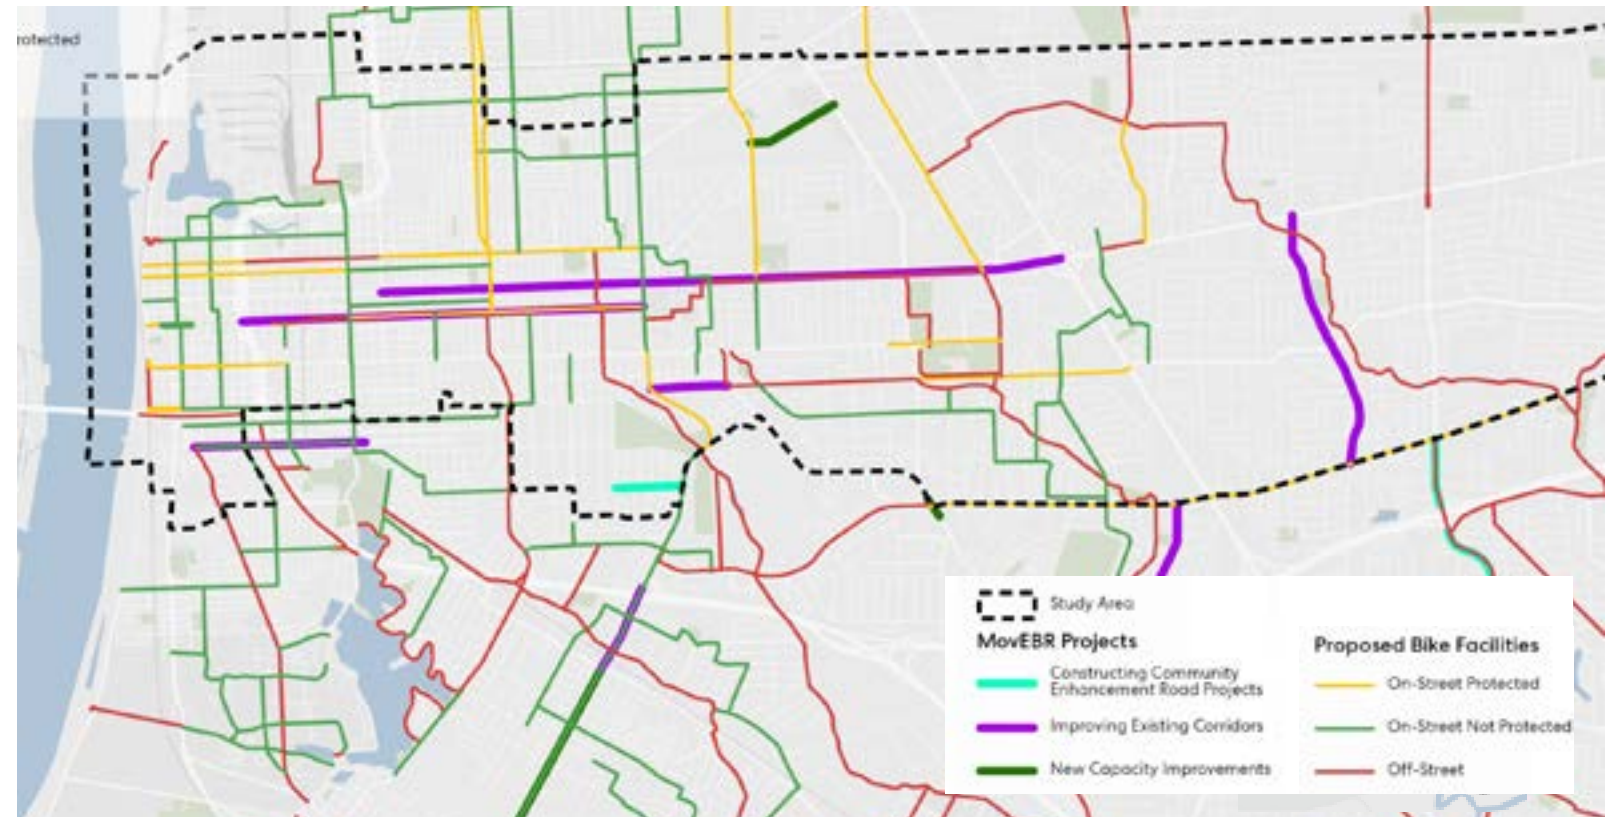 rotected
Study Area
MovEBR Projects
Constructing Community
Enhancement Road Projects
Improving Existing Corridors
New Capacity Improvements
Proposed Bike Facilities
On-Street Protected
On-Street Not Protected
Off-Street